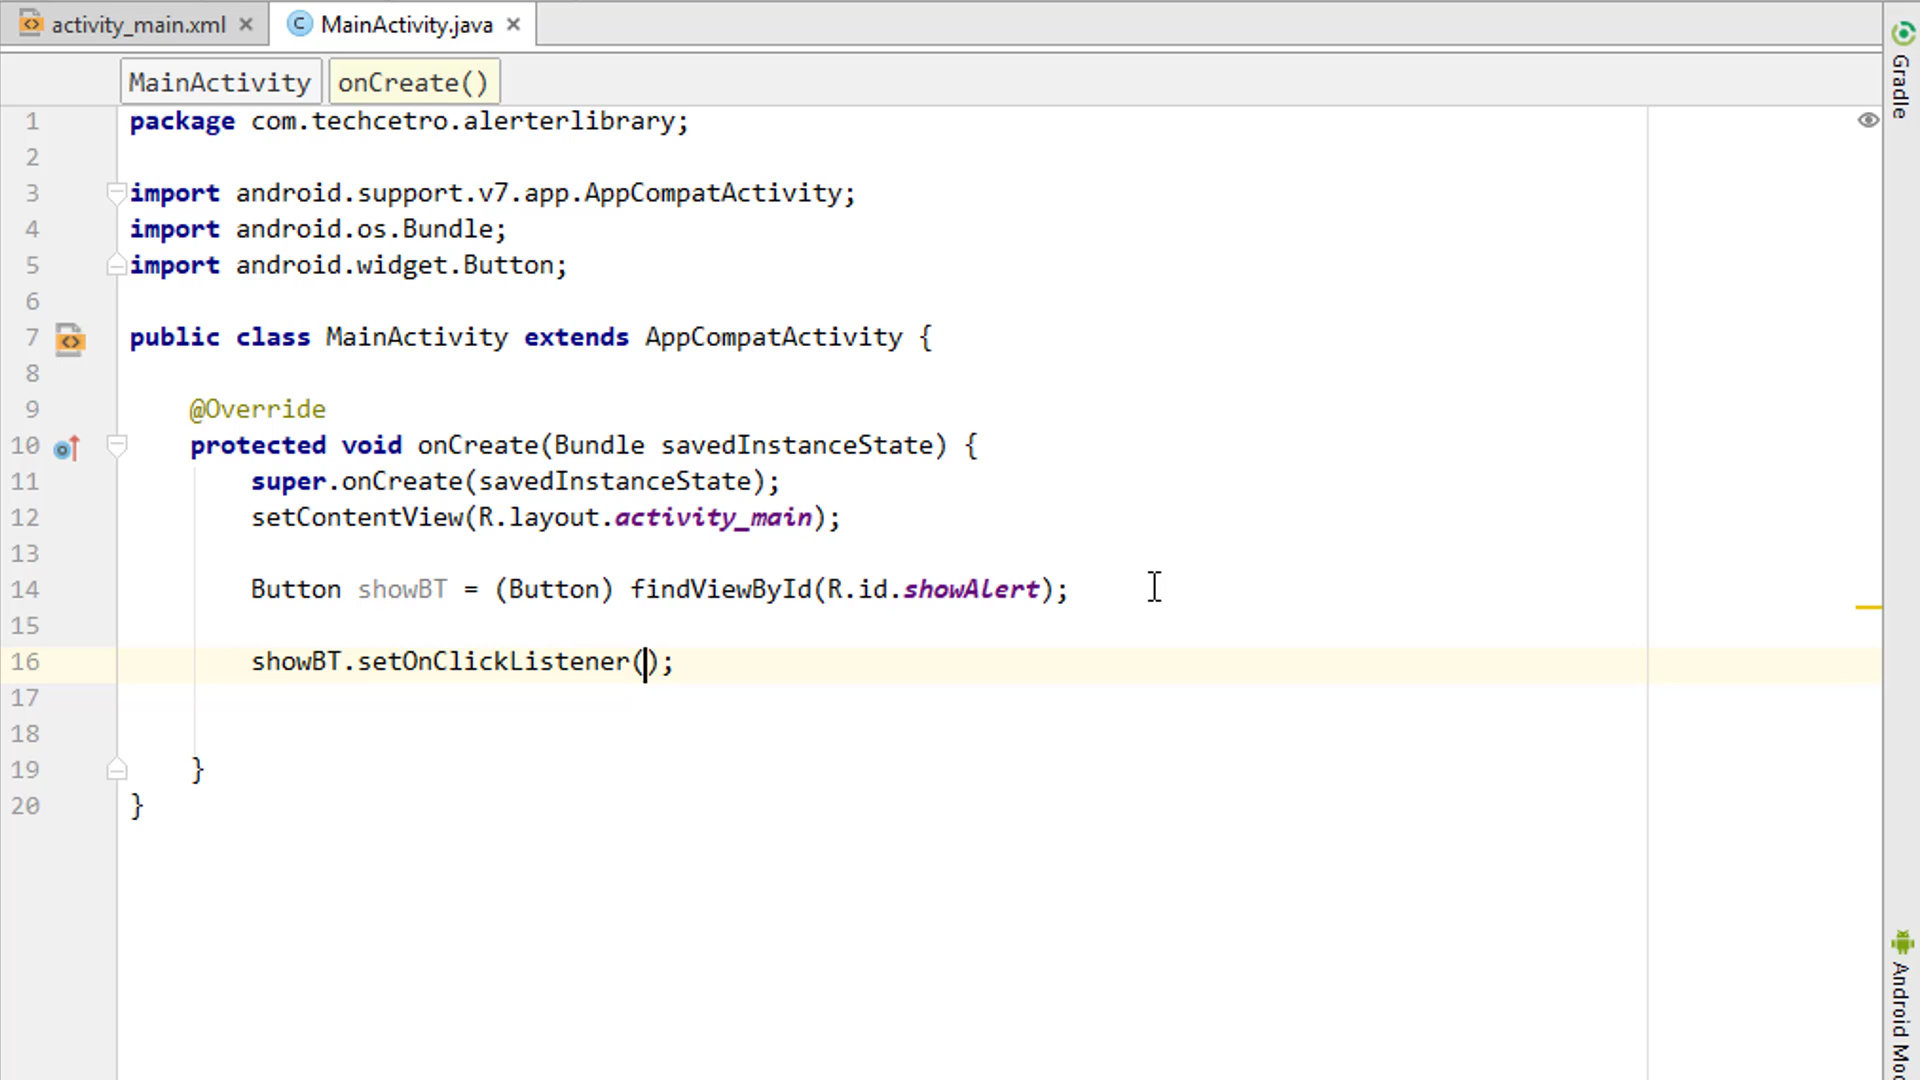 activity_main.xml
MainActivity.java
MainActivity
onCreate()
1 package com.techcetro.alerterlibrary;
2
3 import android.support.v7.app.AppCompatActivity;
4 import android.os.Bundle;
5 import android.widget.Button;
6
7 public class MainActivity extends AppCompatActivity {
8
9 @Override
10 protected void onCreate(Bundle savedInstanceState) {
11 super.onCreate(savedInstanceState);
12 setContentView(R.layout.activity_main);
13
14 Button showBT = (Button) findViewById(R.id.showAlert);
15
16 showBT.setOnClickListener();
17
18
19 }
20 }
Gradle
Android Mod